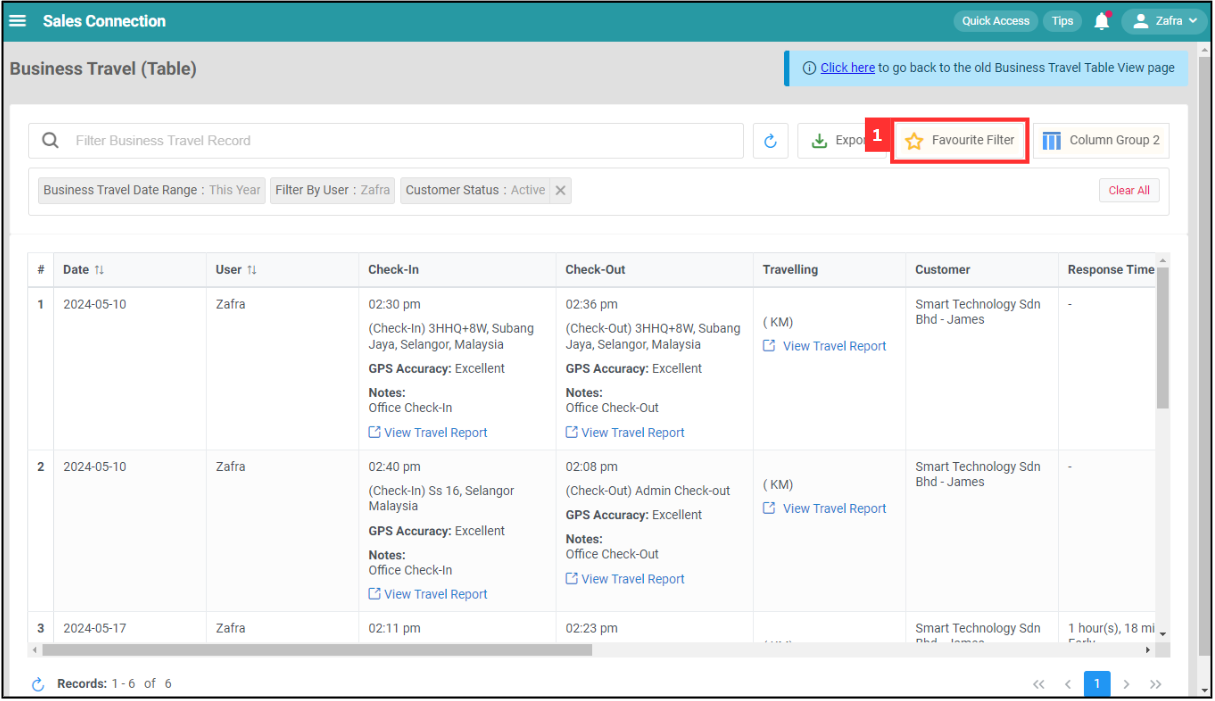 Sales Connection
Quick Access
Tips
Zafra
Business Travel (Table)
Click here to go back to the old Business Travel Table View page
Filter Business Travel Record
Expor
1
Favourite Filter
Column Group 2
Business Travel Date Range : This Year
Filter By User : Zafra
Customer Status : Active
Clear All
# Date User Check-In Check-Out Travelling Customer Response Time
1 2024-05-10 Zafra
02:30 pm
(Check-In) 3HHQ+8W, Subang
Jaya, Selangor, Malaysia
GPS Accuracy: Excellent
Notes:
Office Check-In
View Travel Report
02:36 pm
(Check-Out) 3HHQ+8W, Subang
Jaya, Selangor, Malaysia
GPS Accuracy: Excellent
Notes:
Office Check-Out
View Travel Report
( KM)
View Travel Report
Smart Technology Sdn
Bhd - James
-
2 2024-05-10 Zafra
02:40 pm
(Check-In) Ss 16, Selangor
Malaysia
GPS Accuracy: Excellent
Notes:
Office Check-In
View Travel Report
02:08 pm
(Check-Out) Admin Check-out
GPS Accuracy: Excellent
Notes:
Office Check-Out
View Travel Report
( KM)
View Travel Report
Smart Technology Sdn
Bhd - James
-
3 2024-05-17 Zafra
02:11 pm
02:23 pm
Smart Technology Sdn
1 hour(s), 18 mi
Records: 1 - 6 of 6
<< < 1 > >>